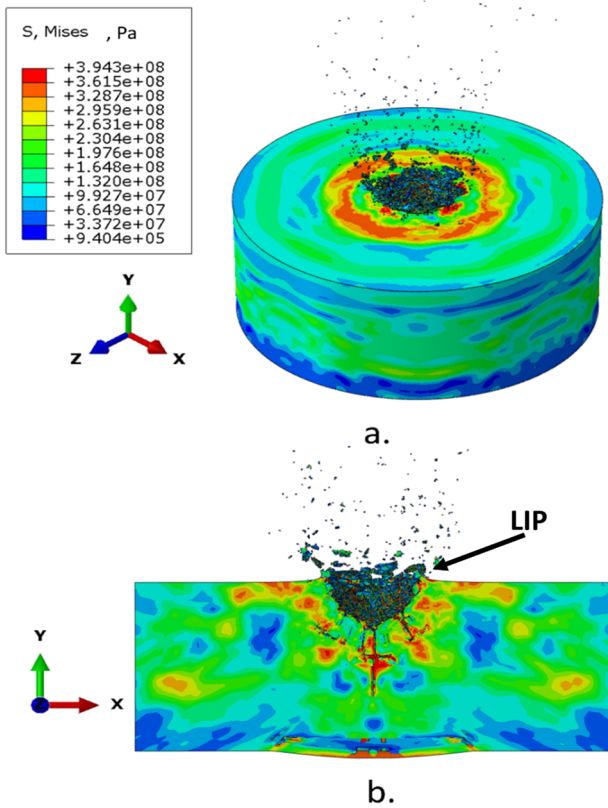 S, Mises , Pa
+3.943e+08
+3.615e+08
+3.287e+08
+2.959e+08
+2.631e+08
+2.304e+08
+1.976e+08
+1.648e+08
+1.320e+08
+9.927e+07
+6.649e+07
+3.372e+07
+9.404e+05
Y
Z
X
a.
LIP
Y
Z
X
b.